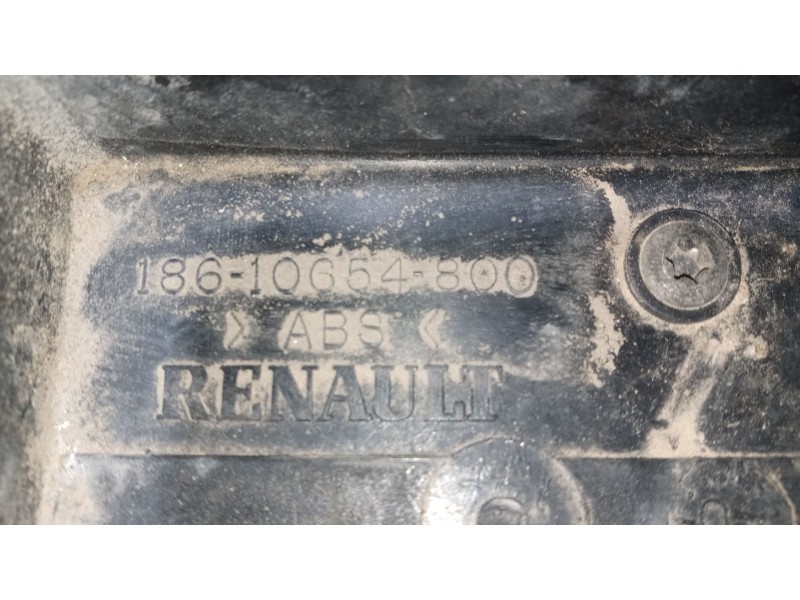 186-10654-800
> ABS <
RENAULT